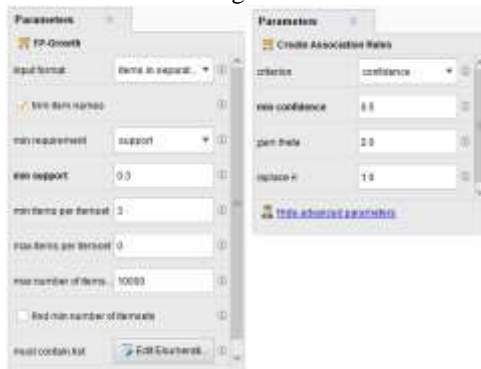 Parameters
FP-Growth
input format items in separat...
trim item names
min requirement support
min support 0.3
min items per itemset 3
max items per itemset 0
max number of items... 10000
find min number of itemsets
must contain list Edit Enumerati...
Parameters
Create Association Rules
criterion confidence
min confidence
gain theta 2.0
laplace k 1.0
Hide advanced parameters